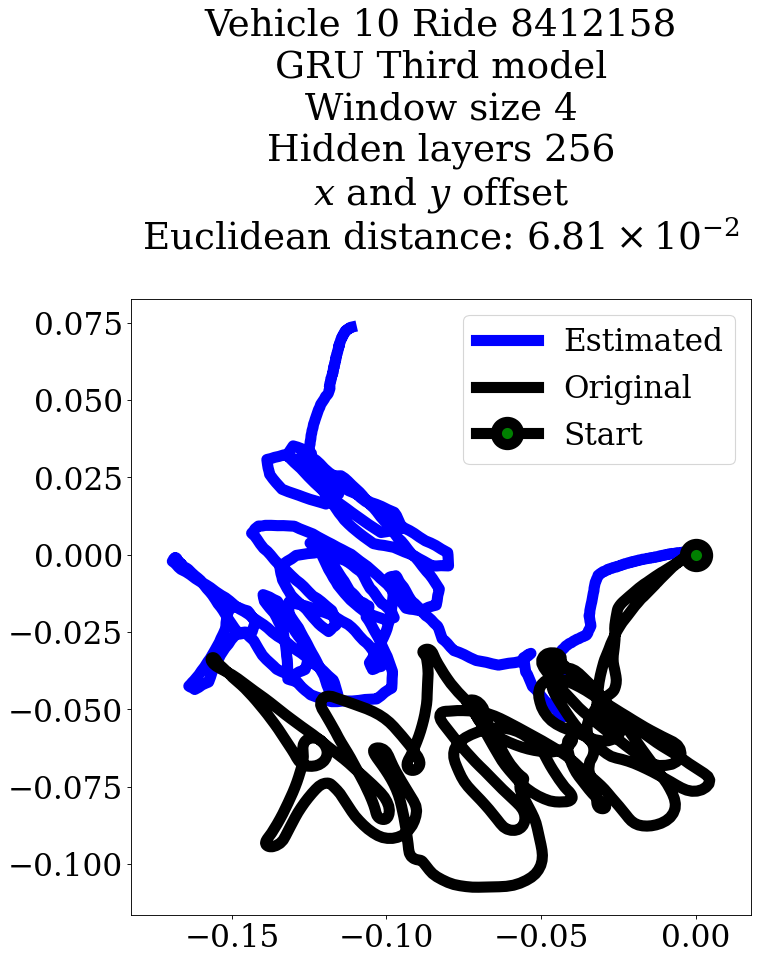 Vehicle 10 Ride 8412158
GRU Third model
Window size 4
Hidden layers 256
x and y offset
Euclidean distance: 6.81 × 10⁻²
Estimated
Original
Start
0.075
0.050
0.025
0.000
−0.025
−0.050
−0.075
−0.100
−0.15
−0.10
−0.05
0.00